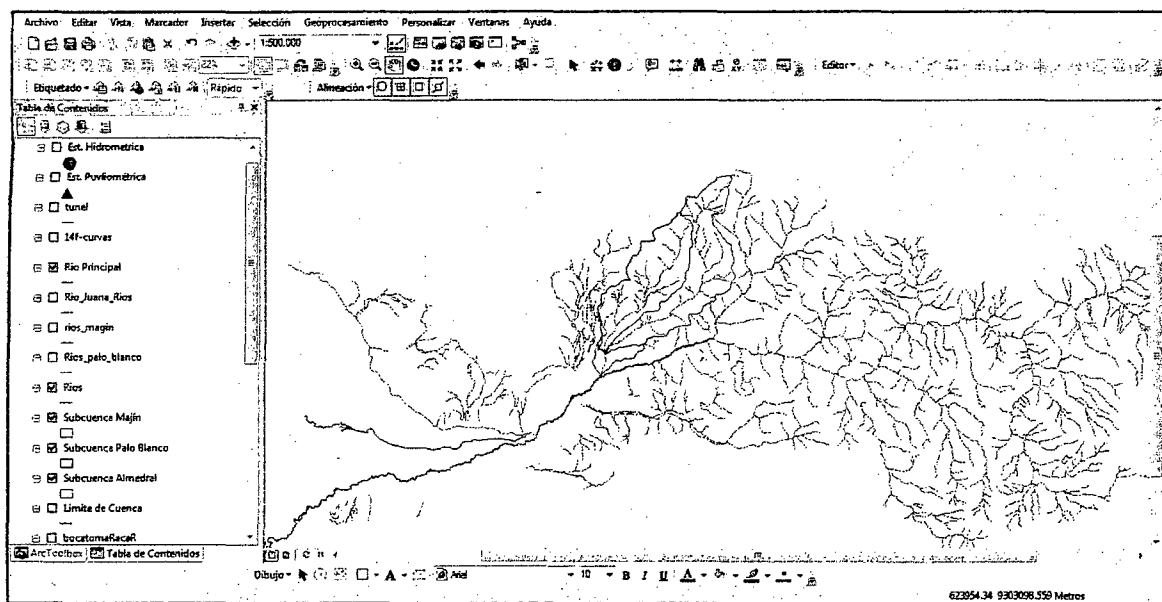 Archivo Editar Vista Marcador Insertar Selección Geoprocesamiento Personalizar Ventanas Ayuda
1:500.000
22%
Editor
Etiquetado
Rápido
Alineación
Tabla de Contenidos
Est. Hidrometrica
Est. Puvfiométrica
tunel
14f-curvas
Rio Principal
Rio_Juana_Rios
rios_magin
Rios_palo_blanco
Rios
Subcuenca Majín
Subcuenca Palo Blanco
Subcuenca Almedral
Limite de Cuenca
bocatomaRacaR
ArcToolbox
Tabla de Contenidos
Dibujo
A
Arial
10
B I U A
623954.34 9303098.559 Metros